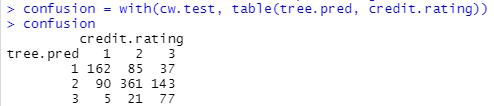 > confusion = with(cw.test, table(tree.pred, credit.rating))
> confusion
credit.rating
tree.pred 1 2 3
1 162 85 37
2 90 361 143
3 5 21 77